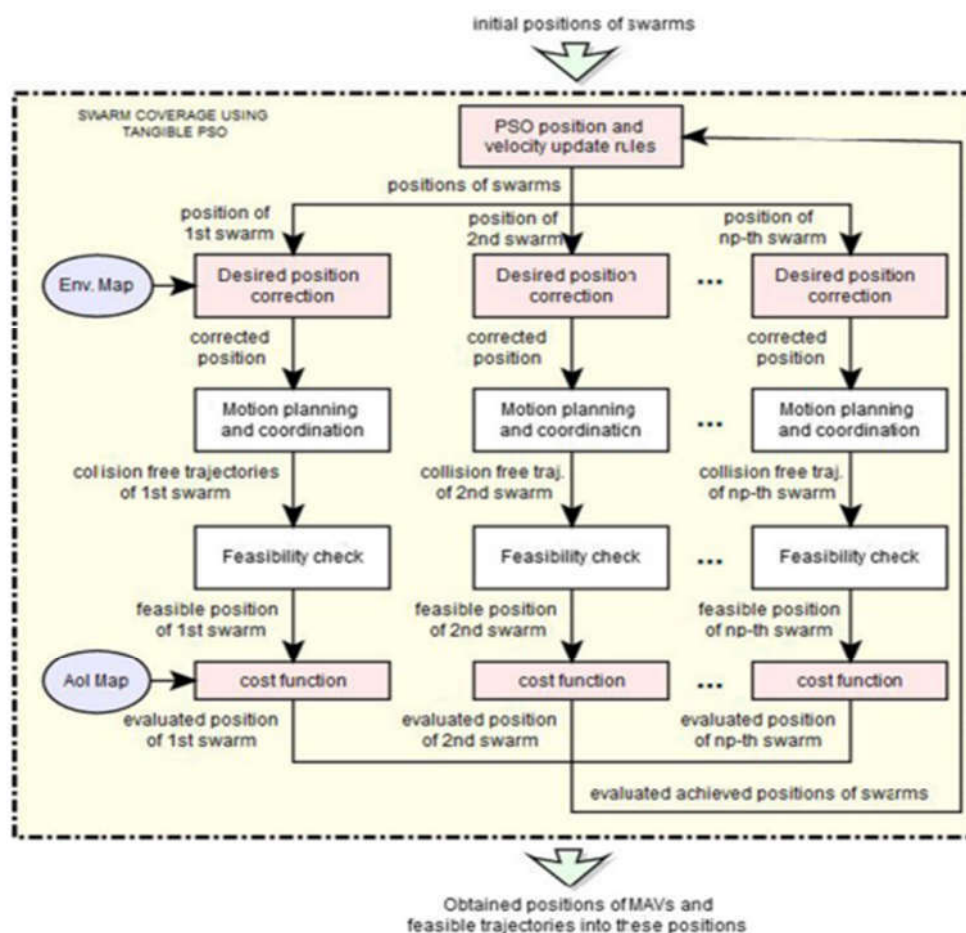 initial positions of swarms
SWARM COVERAGE USING
TANGIBLE PSO
PSO position and
velocity update rules
positions of swarms
position of
1st swarm
position of
2nd swarm
position of
np-th swarm
Env. Map
Desired position
correction
Desired position
correction
...
Desired position
correction
corrected
position
corrected
position
corrected
position
Motion planning
and coordination
Motion planning
and coordination
...
Motion planning
and coordination
collision free trajectories
of 1st swarm
collision free traj.
of 2nd swarm
collision free traj.
of np-th swarm
Feasibility check
Feasibility check
...
Feasibility check
feasible position
of 1st swarm
feasible position
of 2nd swarm
feasible position
of np-th swarm
AoI Map
cost function
cost function
...
cost function
evaluated position
of 1st swarm
evaluated position
of 2nd swarm
evaluated position
of np-th swarm
evaluated achieved positions of swarms
Obtained positions of MAVs and
feasible trajectories into these positions